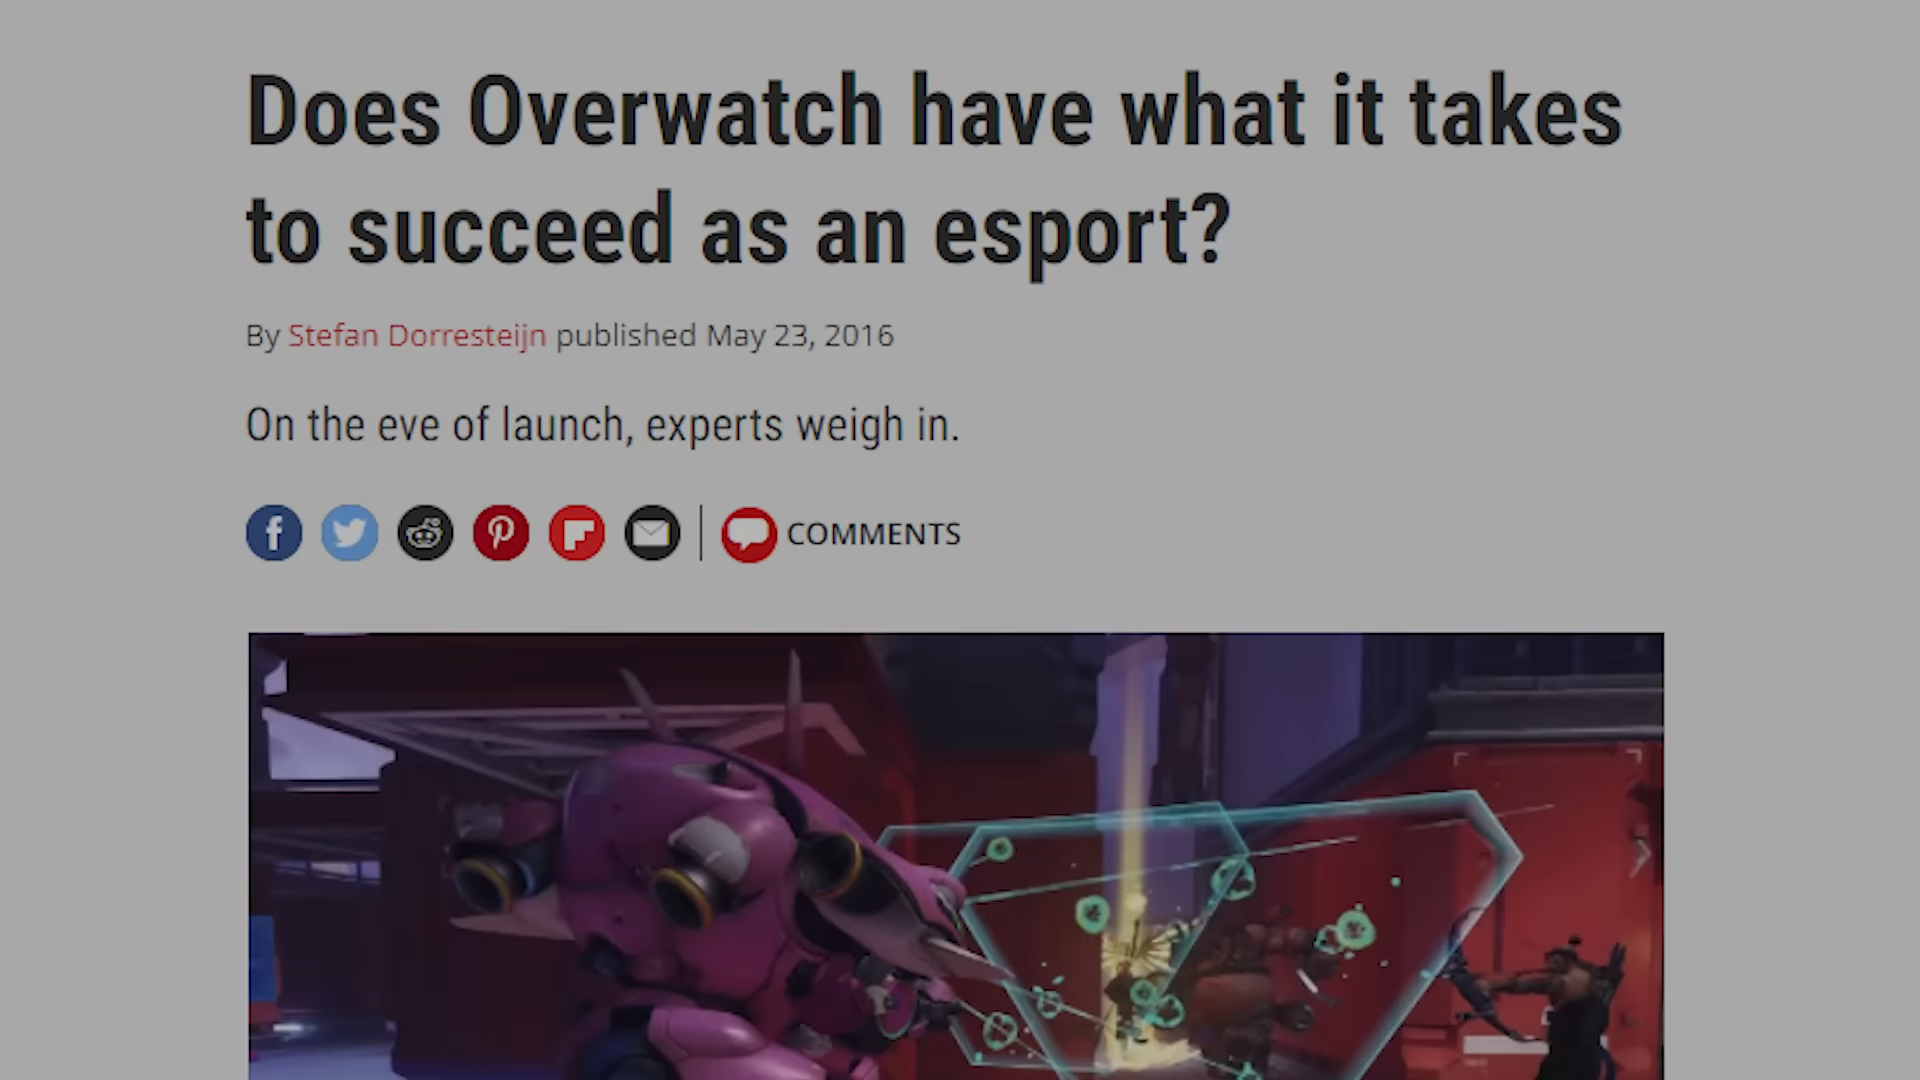 Does Overwatch have what it takes
to succeed as an esport?
By Stefan Dorresteijn published May 23, 2016
On the eve of launch, experts weigh in.
COMMENTS